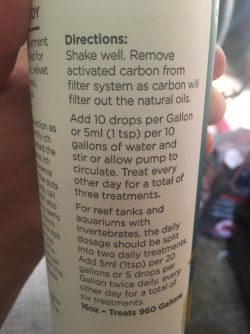 Directions:
Shake well. Remove
activated carbon from
filter system as carbon will
filter out the natural oils.
Add 10 drops per Gallon
or 5ml (1 tsp) per 10
gallons of water and
stir or allow pump to
circulate. Treat every
other day for a total of
three treatments.
For reef tanks and
aquariums with
invertebrates, the daily
dosage should be split
into two daily treatments.
Add 5ml (1tsp) per 20
gallons or 5 drops per
Gallon twice daily, every
other day for a total of
six treatments.
16oz – Treats 960 Gallons